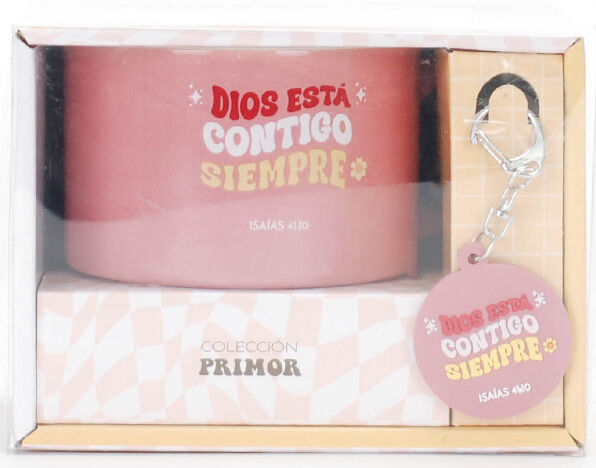 DIOS ESTÁ
CONTIGO
SIEMPRE
ISAÍAS 41:10
COLECCIÓN
PRIMOR
DIOS ESTÁ
CONTIGO
SIEMPRE
ISAÍAS 41:10